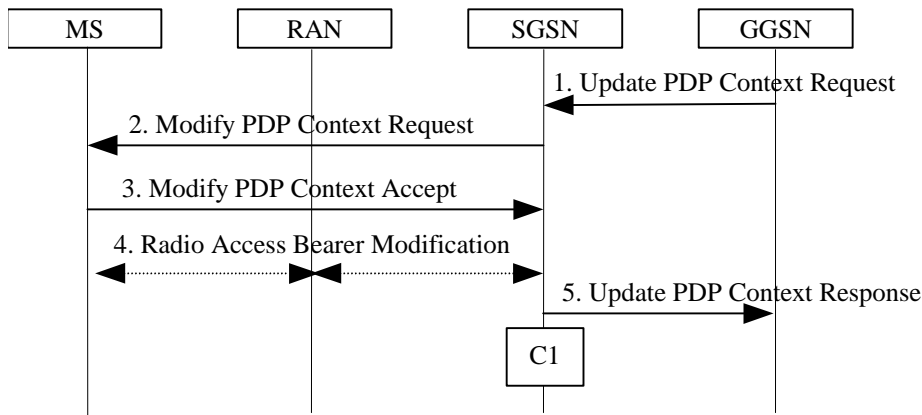 MS
RAN
SGSN
GGSN
1. Update PDP Context Request
2. Modify PDP Context Request
3. Modify PDP Context Accept
4. Radio Access Bearer Modification
5. Update PDP Context Response
C1